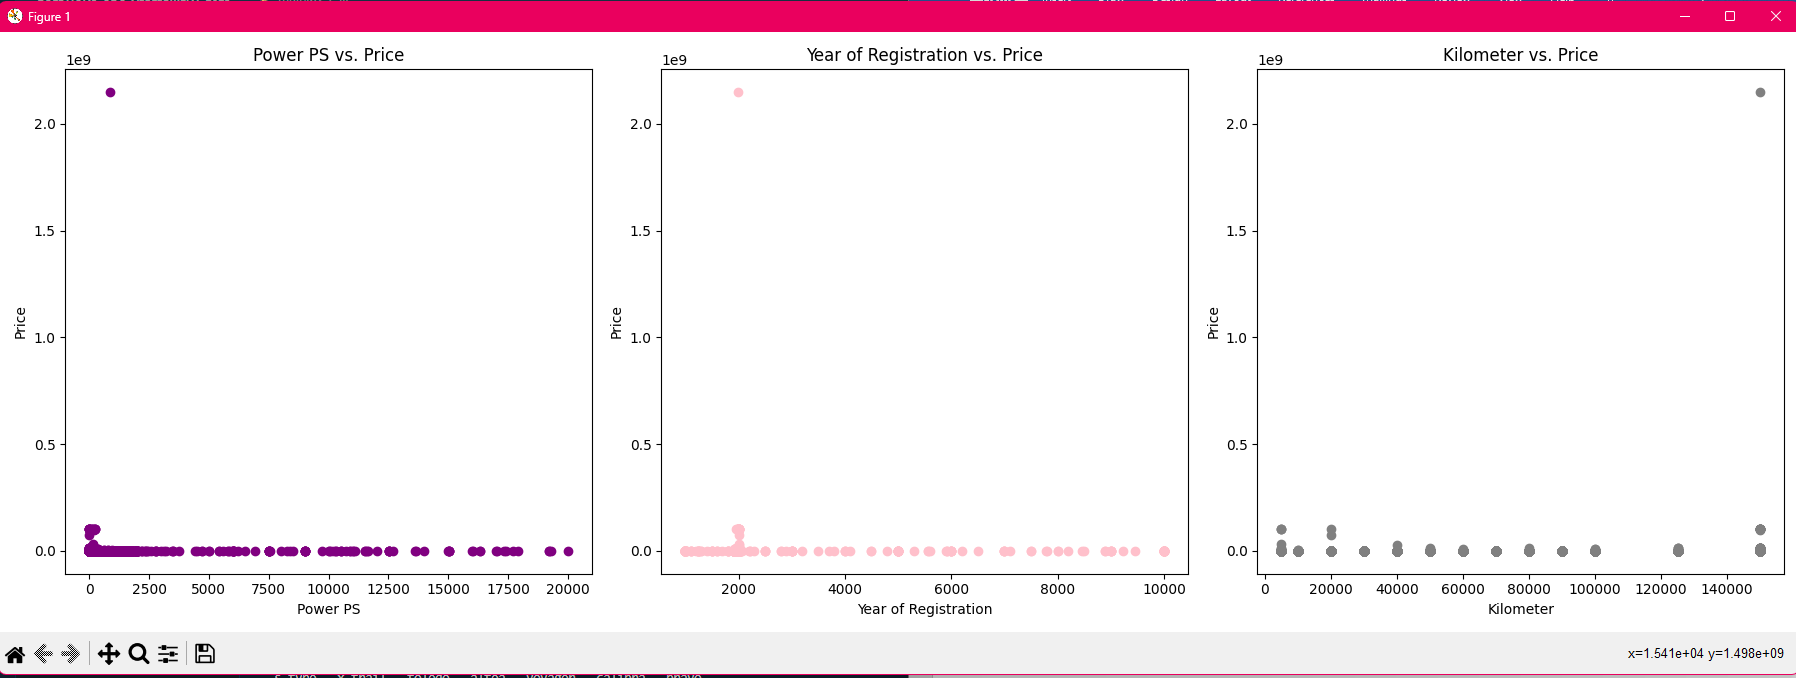 Figure 1
Power PS vs. Price
Year of Registration vs. Price
Kilometer vs. Price
1e9
1e9
1e9
2.0
1.5
1.0
0.5
0.0
Price
0 2500 5000 7500 10000 12500 15000 17500 20000
Power PS
2.0
1.5
1.0
0.5
0.0
Price
2000 4000 6000 8000 10000
Year of Registration
2.0
1.5
1.0
0.5
0.0
Price
0 20000 40000 60000 80000 100000 120000 140000
Kilometer
x=1.541e+04 y=1.498e+09